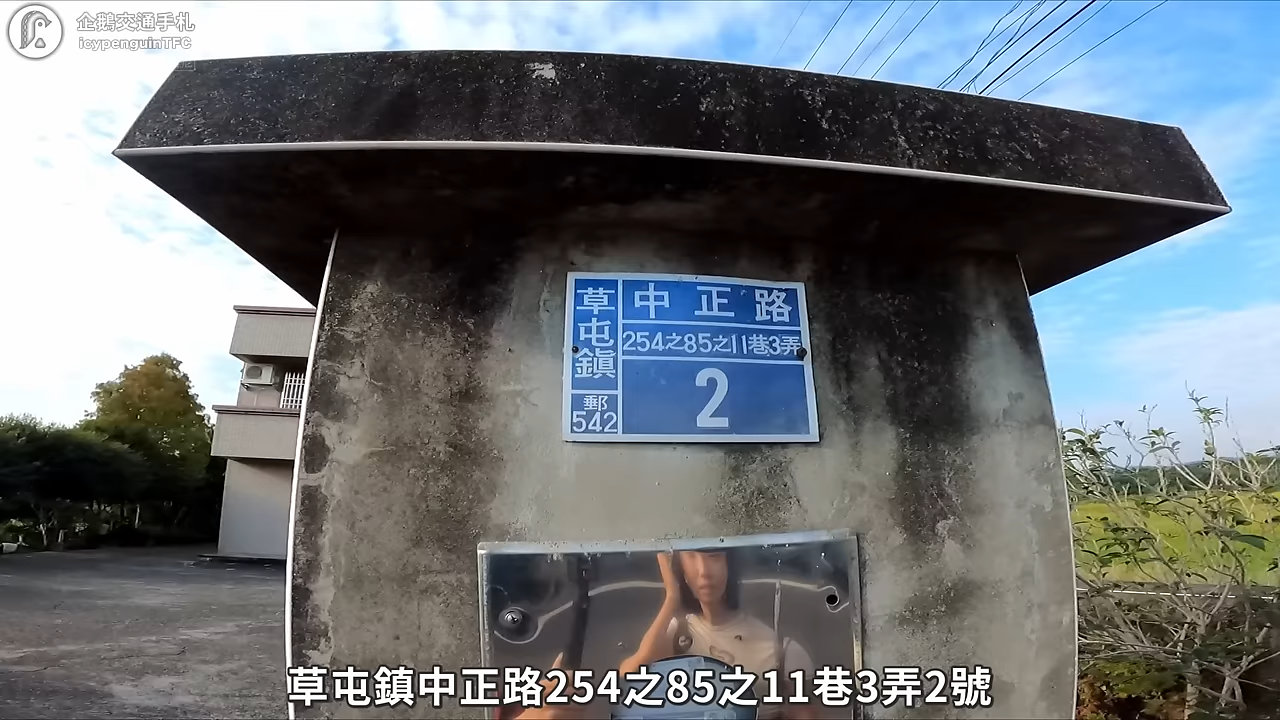 企鵝交通手札
icypenguinTFC
草屯鎮
郵
542
中正路
254之85之11巷3弄
2
草屯鎮中正路254之85之11巷3弄2號